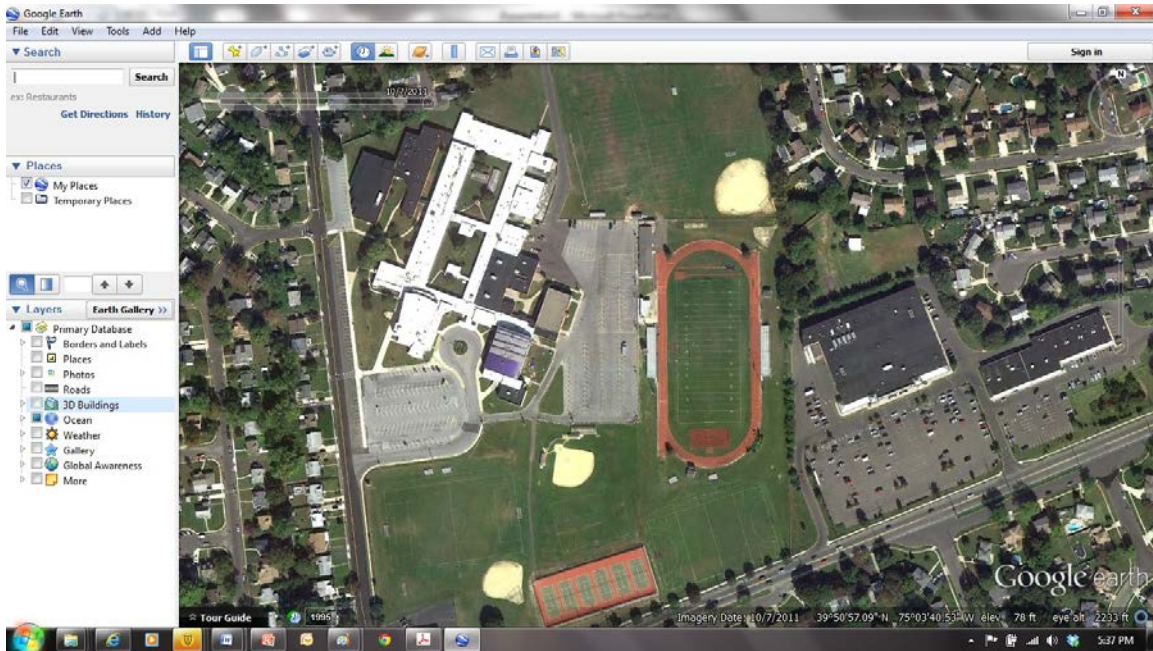 Google Earth
File Edit View Tools Add Help
▼ Search
Search
ex: Restaurants
Get Directions History
▼ Places
My Places
Temporary Places
▼ Layers
Earth Gallery >>
Primary Database
Borders and Labels
Places
Photos
Roads
3D Buildings
Ocean
Weather
Gallery
Global Awareness
More
Sign in
10/7/2011
N
Google earth
Tour Guide
1995
Imagery Date: 10/7/2011 39°50'57.09" N 75°03'40.53" W elev 78 ft eye alt 2233 ft
5:37 PM